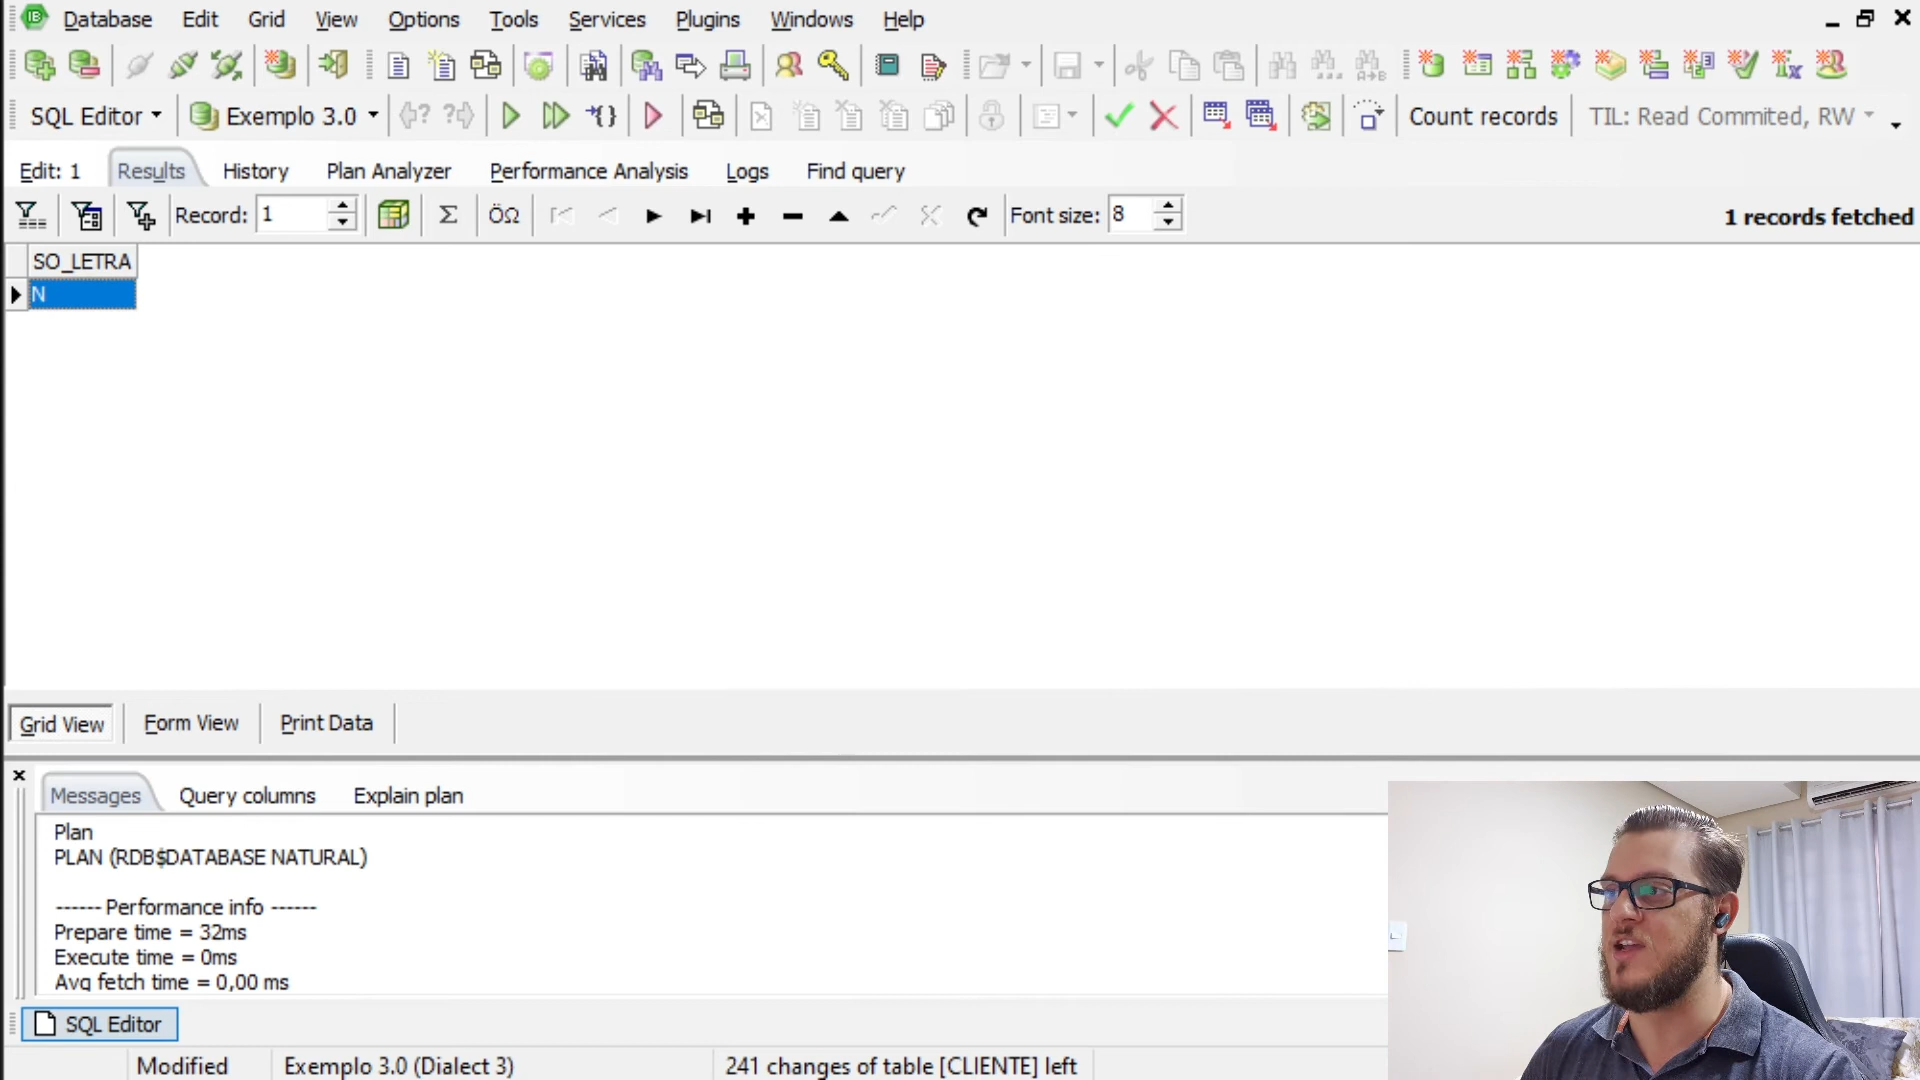 Database Edit Grid View Options Tools Services Plugins Windows Help
SQL Editor Exemplo 3.0 Count records TIL: Read Commited, RW
Edit: 1 Results History Plan Analyzer Performance Analysis Logs Find query
Record: 1 Σ ÖΩ Font size: 8 1 records fetched
SO_LETRA
N
Grid View Form View Print Data
Messages Query columns Explain plan
Plan
PLAN (RDB$DATABASE NATURAL)
------ Performance info ------
Prepare time = 32ms
Execute time = 0ms
Avg fetch time = 0,00 ms
SQL Editor
Modified Exemplo 3.0 (Dialect 3) 241 changes of table [CLIENTE] left